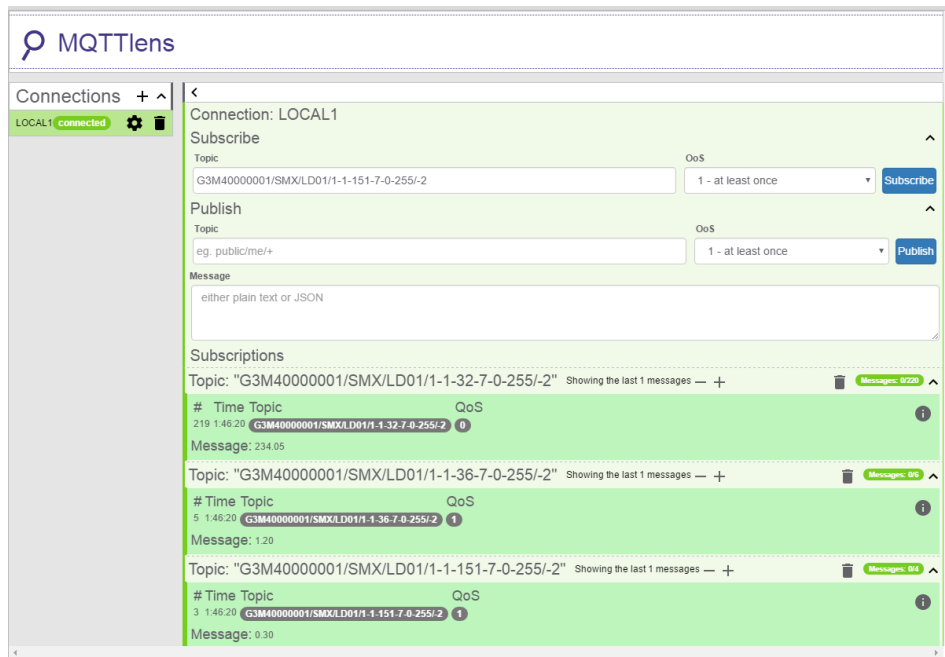 MQTTlens
Connections
LOCAL1 connected
Connection: LOCAL1
Subscribe
Topic QoS
G3M40000001/SMX/LD01/1-1-151-7-0-255/-2 1 - at least once Subscribe
Publish
Topic QoS
eg. public/me/+ 1 - at least once Publish
Message
either plain text or JSON
Subscriptions
Topic: "G3M40000001/SMX/LD01/1-1-32-7-0-255/-2" Showing the last 1 messages — + Messages: 0/220
# Time Topic QoS
219 1:46:20 G3M40000001/SMX/LD01/1-1-32-7-0-255/-2 0
Message: 234.05
Topic: "G3M40000001/SMX/LD01/1-1-36-7-0-255/-2" Showing the last 1 messages — + Messages: 0/6
# Time Topic QoS
5 1:46:20 G3M40000001/SMX/LD01/1-1-36-7-0-255/-2 1
Message: 1.20
Topic: "G3M40000001/SMX/LD01/1-1-151-7-0-255/-2" Showing the last 1 messages — + Messages: 0/4
# Time Topic QoS
3 1:46:20 G3M40000001/SMX/LD01/1-1-151-7-0-255/-2 1
Message: 0.30